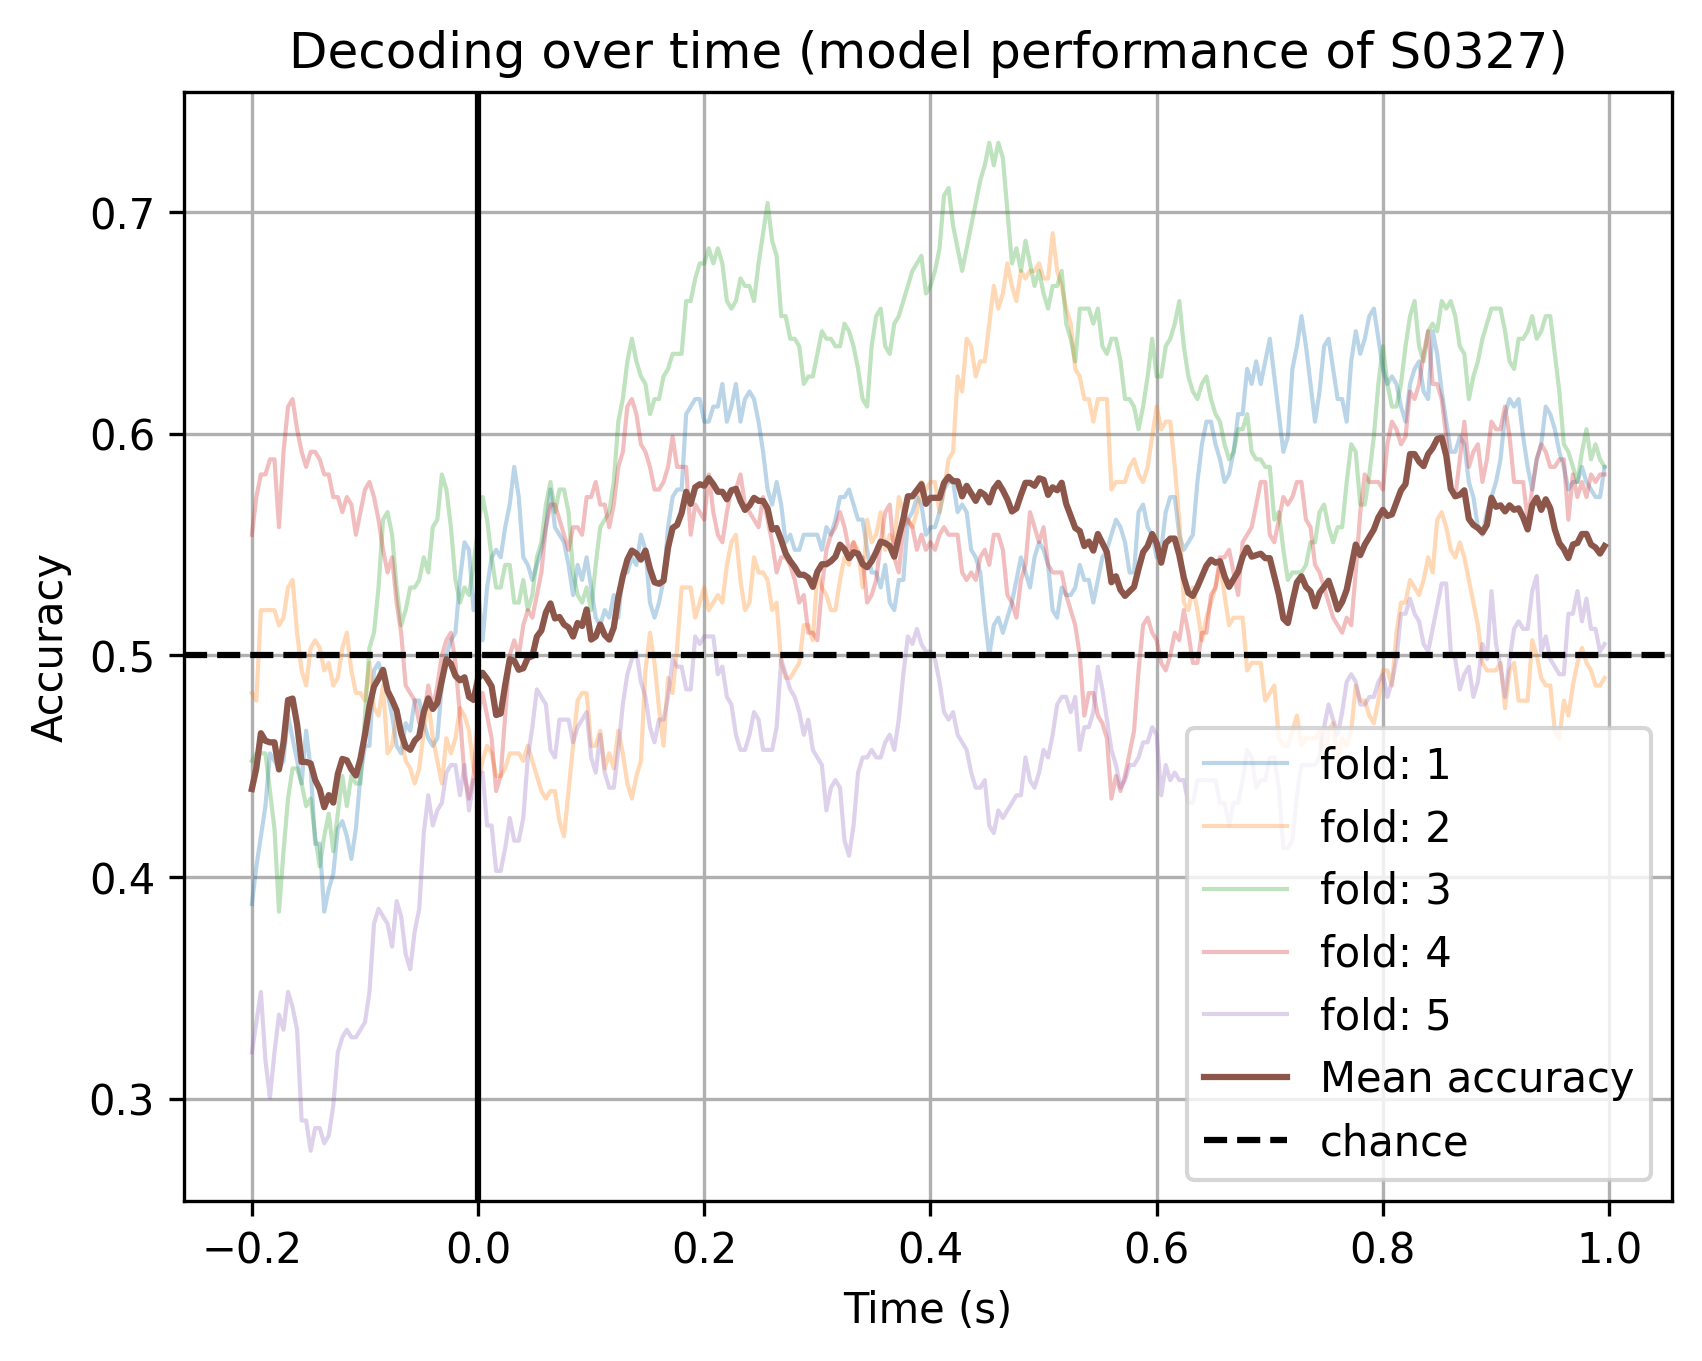 Decoding over time (model performance of S0327)
Accuracy
0.7
0.6
0.5
0.4
0.3
fold: 1
fold: 2
fold: 3
fold: 4
fold: 5
Mean accuracy
chance
−0.2 0.0 0.2 0.4 0.6 0.8 1.0
Time (s)